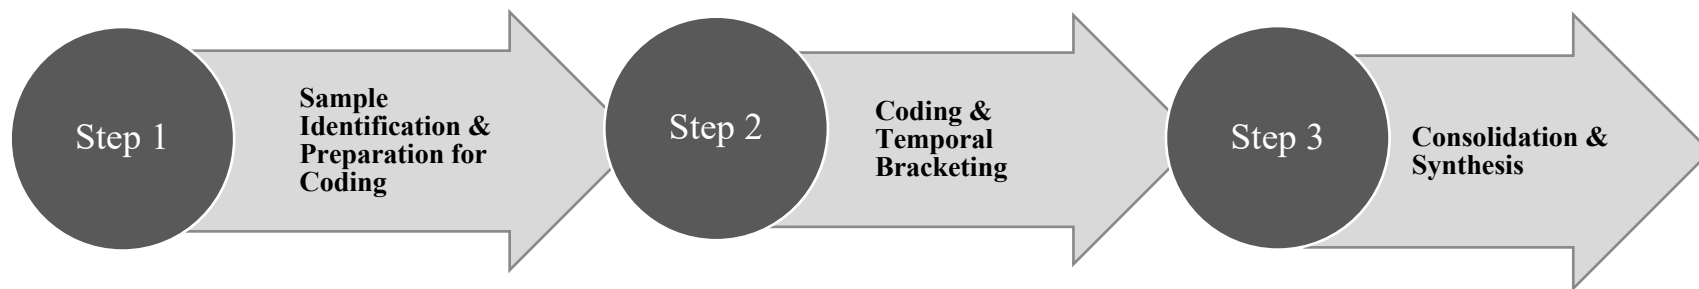 Step 1
Sample
Identification &
Preparation for
Coding
Step 2
Coding &
Temporal
Bracketing
Step 3
Consolidation &
Synthesis